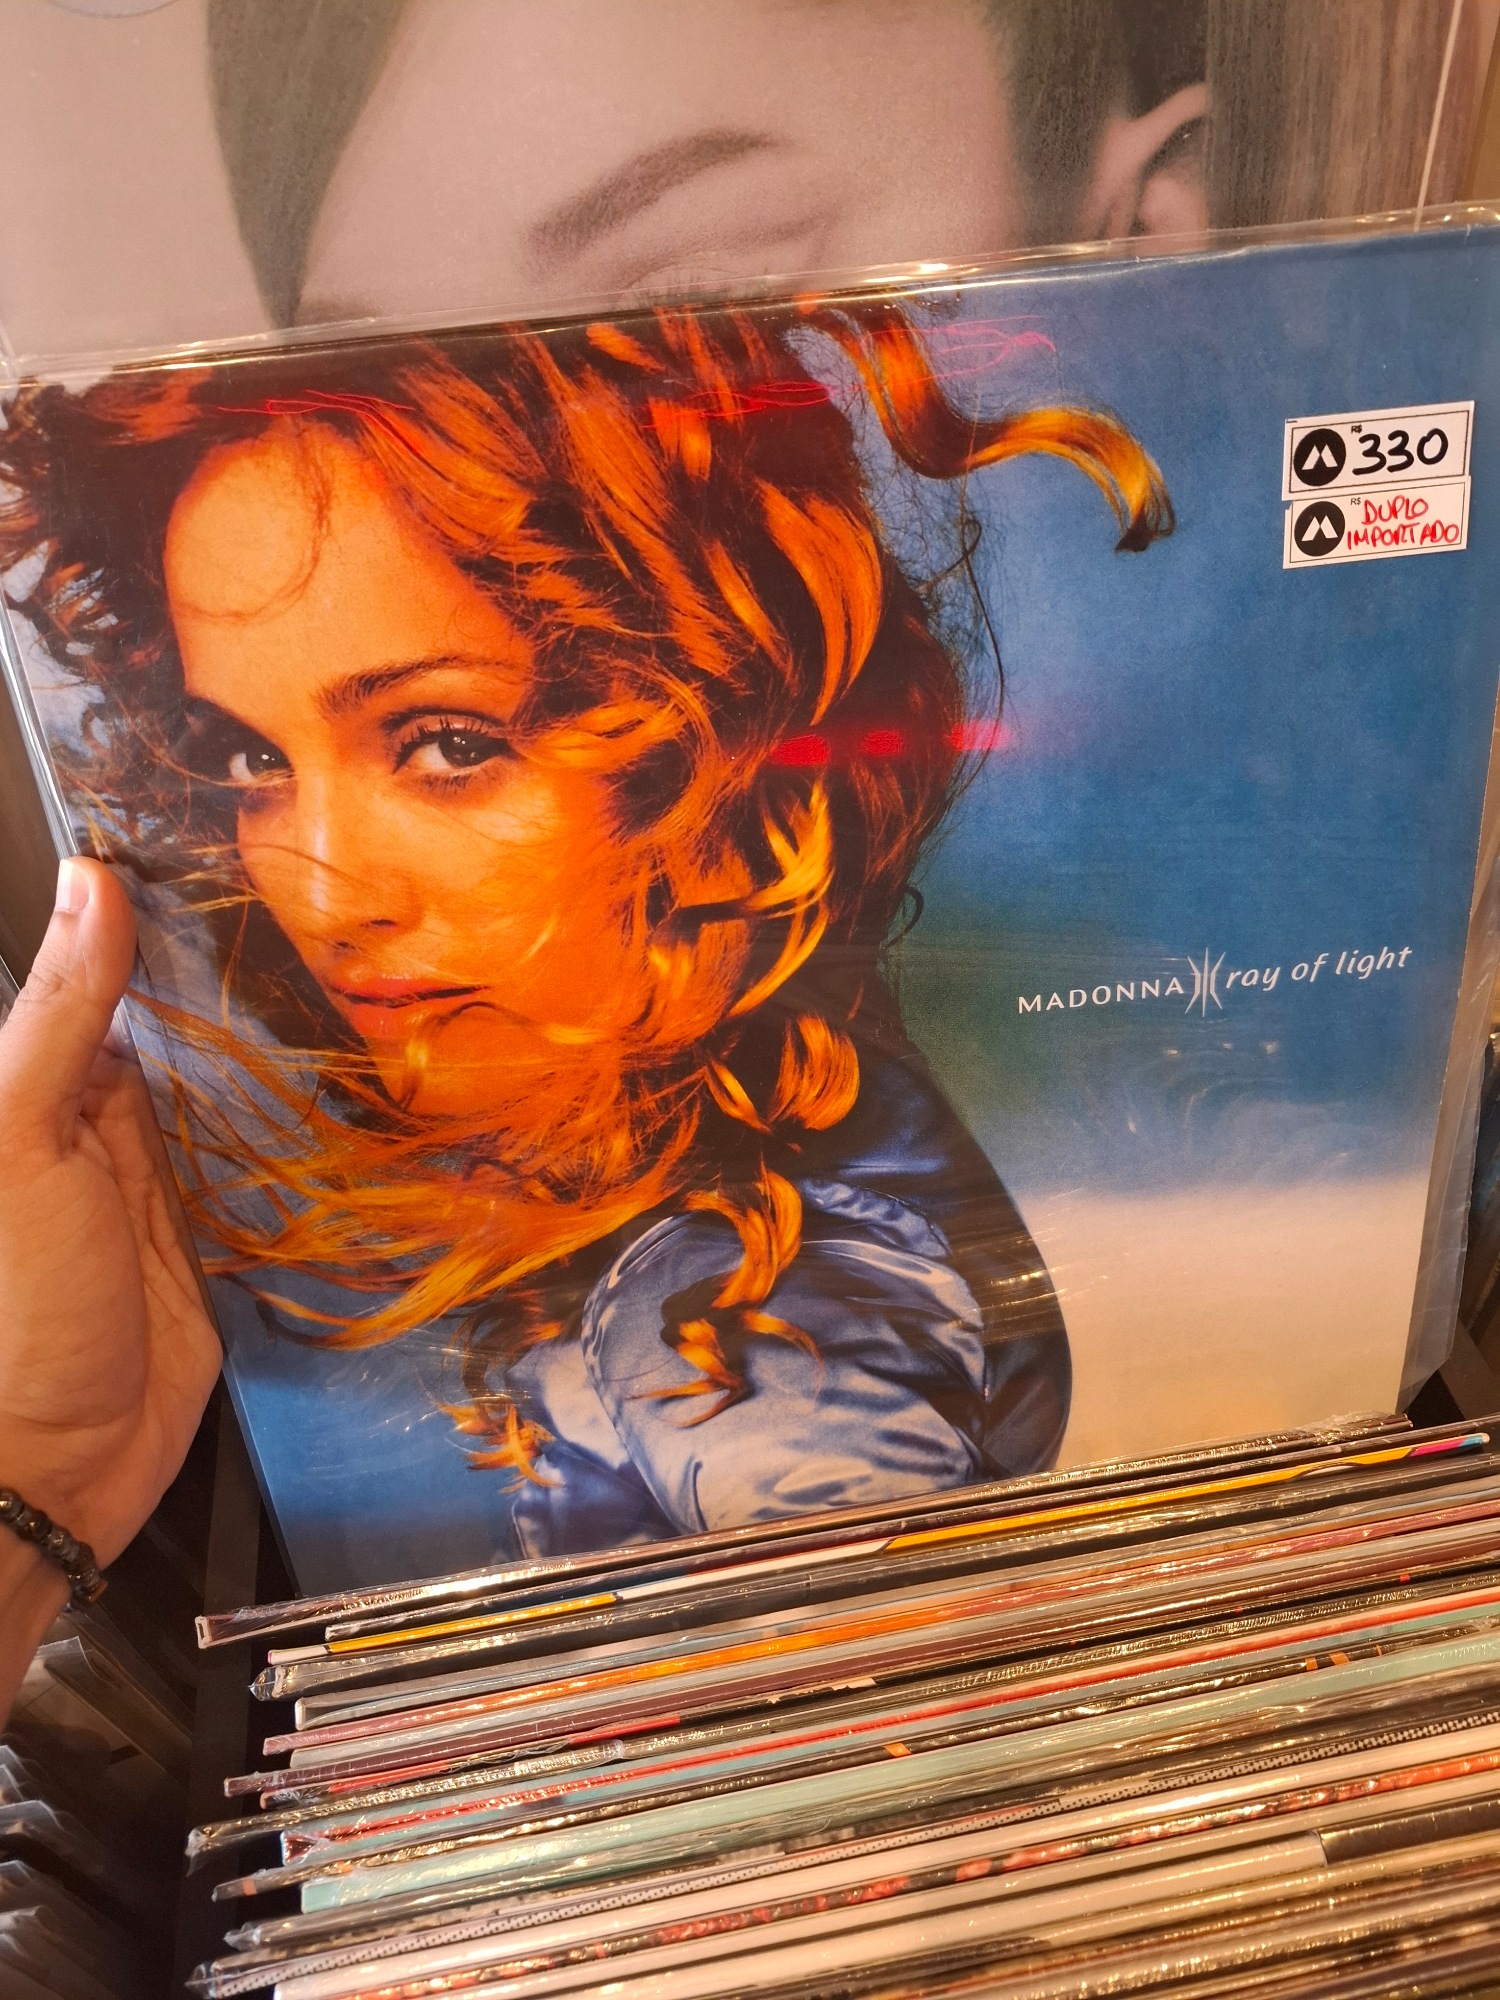 R$ 330
R$ DUPLO
IMPORTADO
MADONNA ray of light